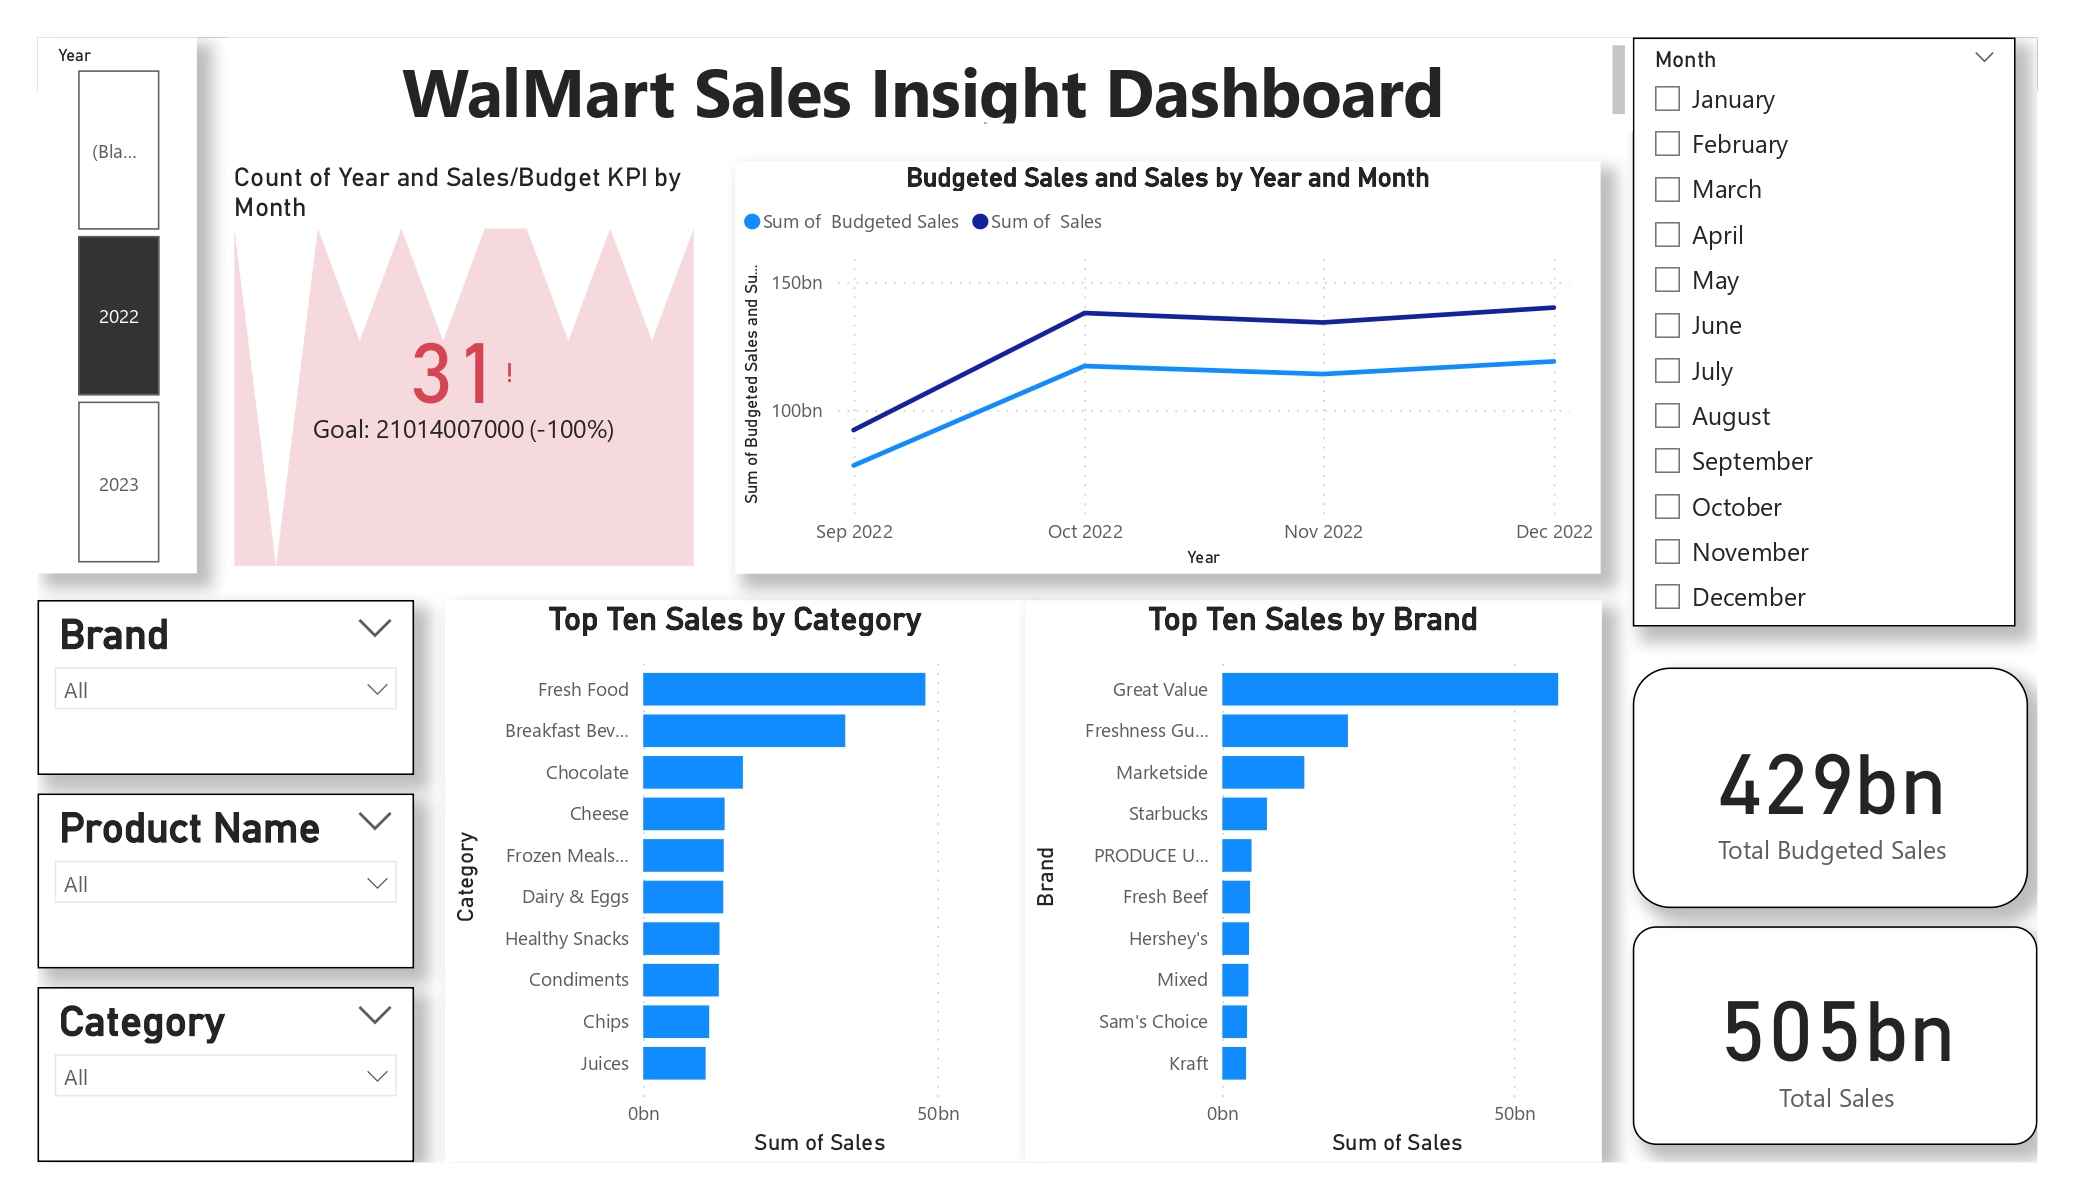 Year
(Bla...
2022
2023
WalMart Sales Insight Dashboard
Count of Year and Sales/Budget KPI by
Month
31 !
Goal: 21014007000 (-100%)
Budgeted Sales and Sales by Year and Month
Sum of Budgeted Sales Sum of Sales
Sum of Budgeted Sales and Su...
150bn
100bn
Sep 2022 Oct 2022 Nov 2022 Dec 2022
Year
Month
January
February
March
April
May
June
July
August
September
October
November
December
Brand
All
Product Name
All
Category
All
Top Ten Sales by Category
Category
Fresh Food
Breakfast Bev...
Chocolate
Cheese
Frozen Meals...
Dairy & Eggs
Healthy Snacks
Condiments
Chips
Juices
0bn 50bn
Sum of Sales
Top Ten Sales by Brand
Brand
Great Value
Freshness Gu...
Marketside
Starbucks
PRODUCE U...
Fresh Beef
Hershey's
Mixed
Sam's Choice
Kraft
0bn 50bn
Sum of Sales
429bn
Total Budgeted Sales
505bn
Total Sales